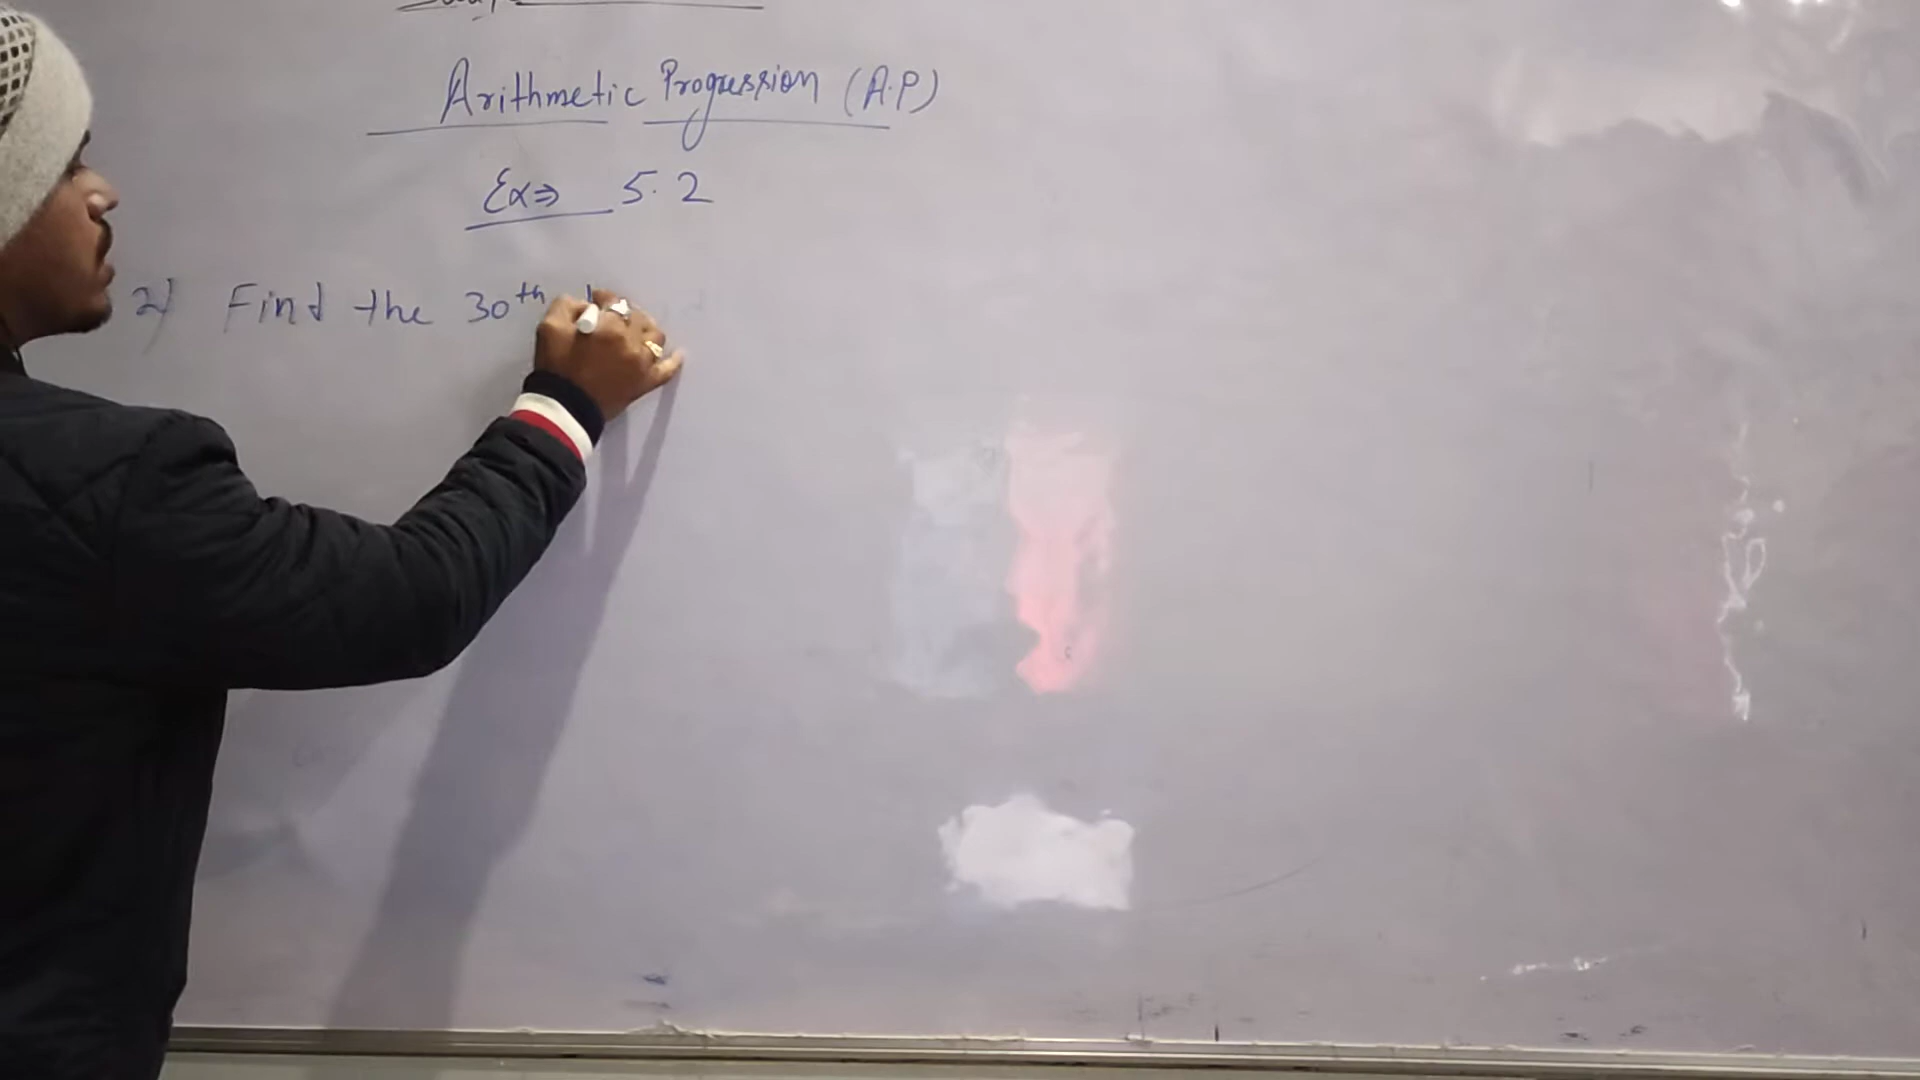 Arithmetic Progression (A.P)
Ex⇒ 5.2
2) Find the 30th